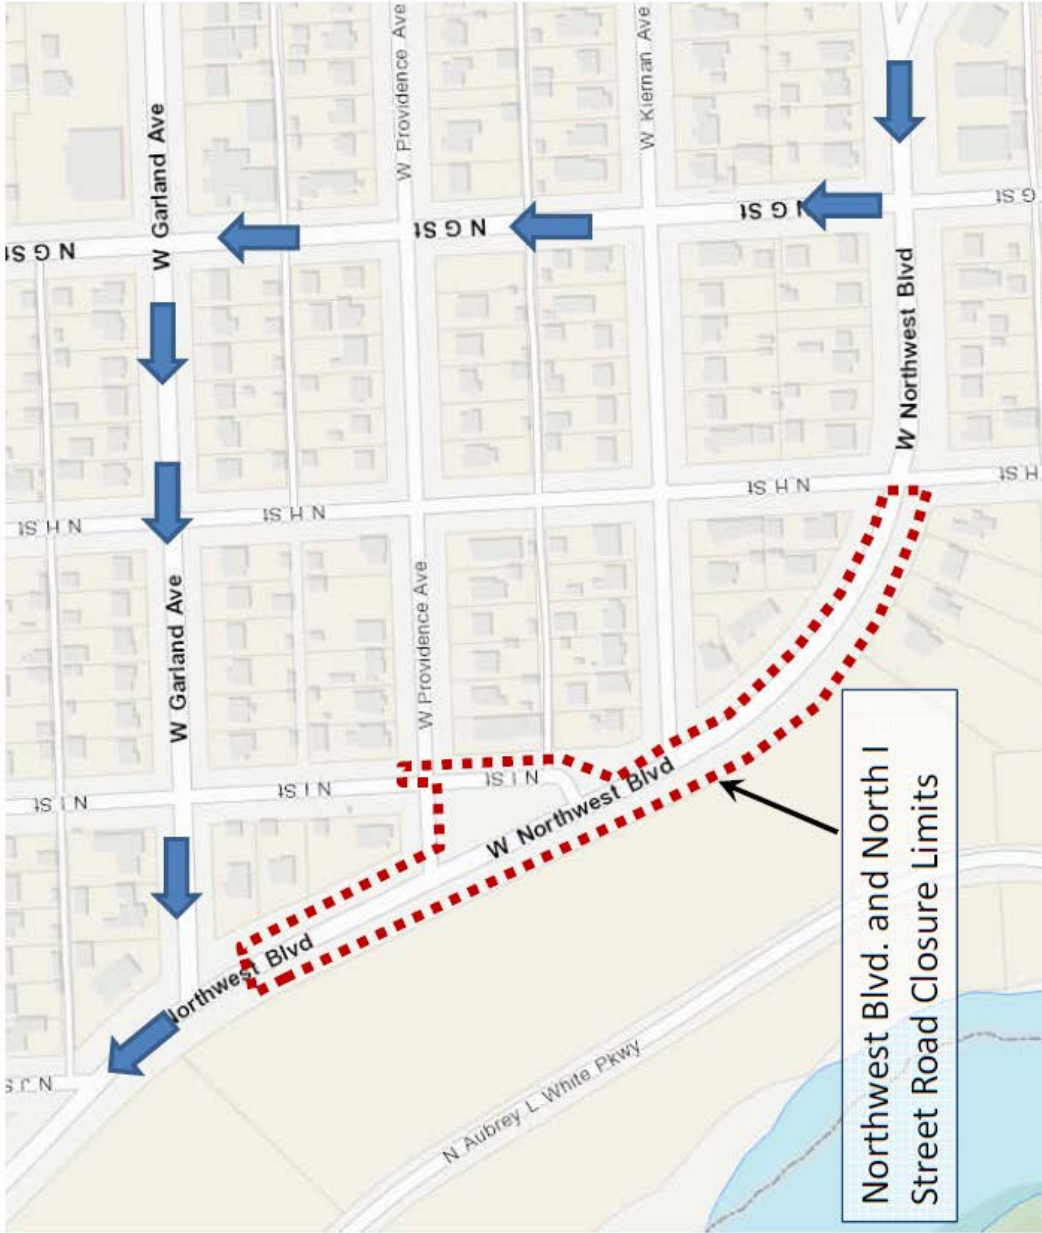 N I St
N H St
N G St
W Garland Ave
W Garland Ave
Northwest Blvd
N I St
N H St
W Providence Ave
W Providence Ave
N G St
N I St
W Northwest Blvd
N Aubrey L White Pkwy
W Kiernan Ave
N H St
N G St
W Northwest Blvd
Northwest Blvd. and North I
Street Road Closure Limits
H St
G St